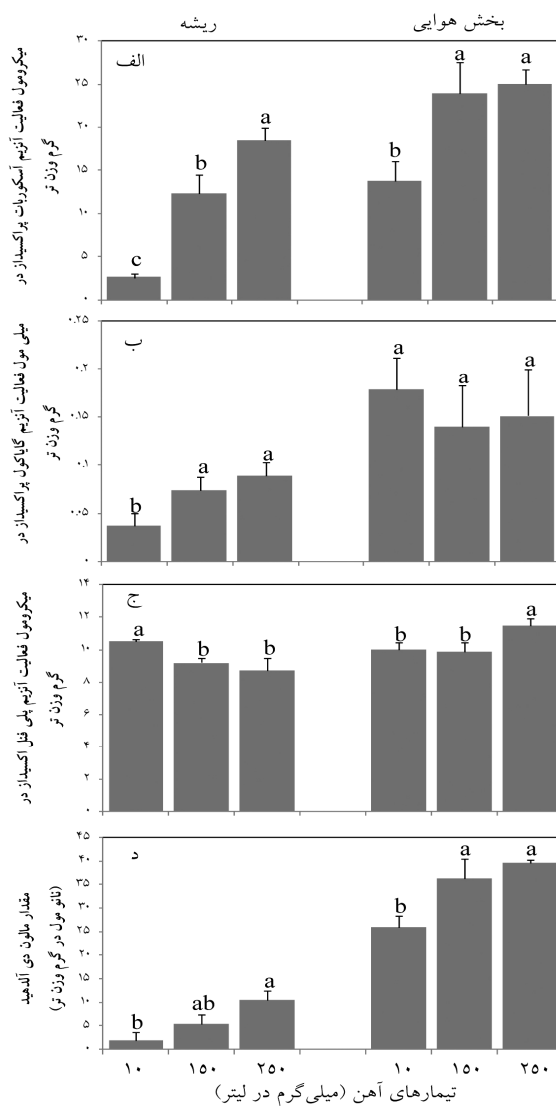 ریشه
بخش هوایی
میکرومول فعالیت آنزیم آسکوربات پراکسیداز در
گرم وزن تر
۳۰
۲۵
۲۰
۱۵
۱۰
۵
۰
الف
c
b
a
b
a
a
میلی مول فعالیت آنزیم گایاکول پراکسیداز در
گرم وزن تر
۰.۲۵
۰.۲
۰.۱۵
۰.۱
۰.۰۵
۰
ب
b
a
a
a
a
a
میکرومول فعالیت آنزیم پلی فنل اکسیداز در
گرم وزن تر
۱۴
۱۲
۱۰
۸
۶
۴
۲
۰
ج
a
b
b
b
b
a
مقدار مالون دی آلدهید
(نانو مول در گرم وزن تر)
۴۵
۴۰
۳۵
۳۰
۲۵
۲۰
۱۵
۱۰
۵
۰
د
b
ab
a
b
a
a
۱۰ ۱۵۰ ۲۵۰ ۱۰ ۱۵۰ ۲۵۰
تیمارهای آهن (میلی‌گرم در لیتر)